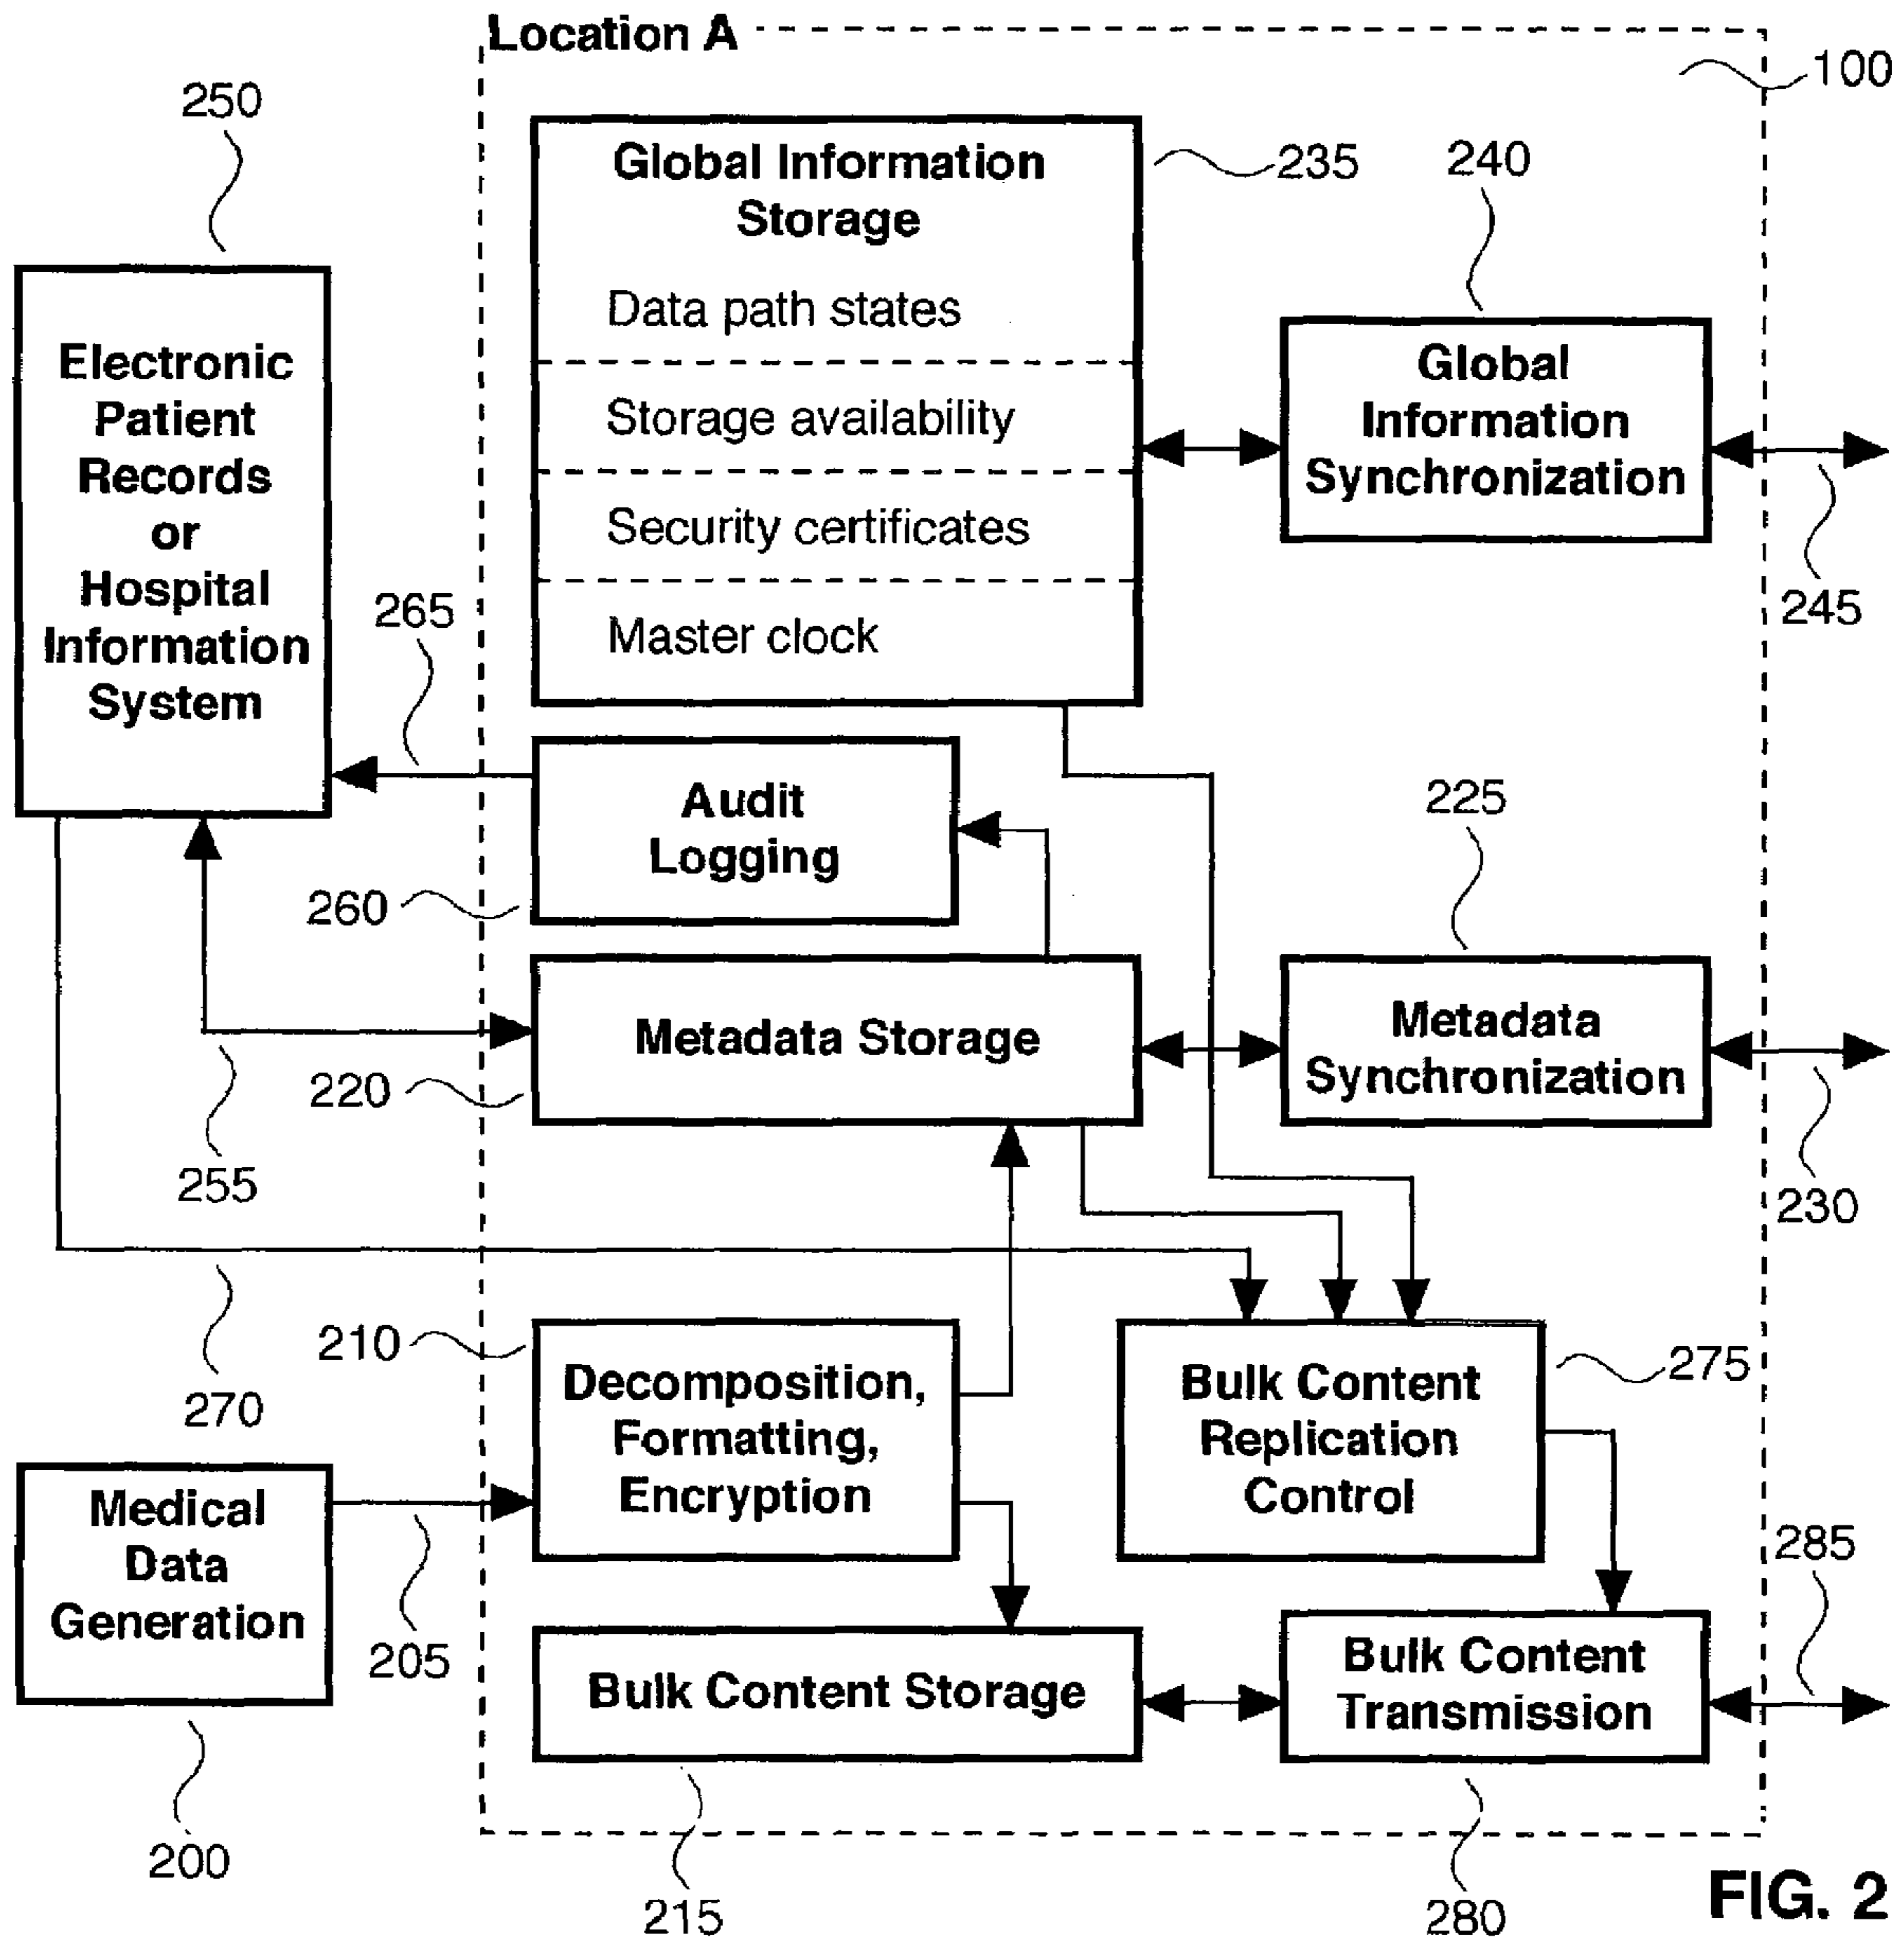 Location A
100
250
Global Information
Storage
235
240
Data path states
Storage availability
Security certificates
Master clock
Global
Information
Synchronization
245
Electronic
Patient
Records
or
Hospital
Information
System
265
Audit
Logging
260
225
Metadata Storage
220
Metadata
Synchronization
230
255
270
210
Decomposition,
Formatting,
Encryption
Bulk Content
Replication
Control
275
Medical
Data
Generation
205
200
Bulk Content Storage
215
Bulk Content
Transmission
285
280
FIG. 2